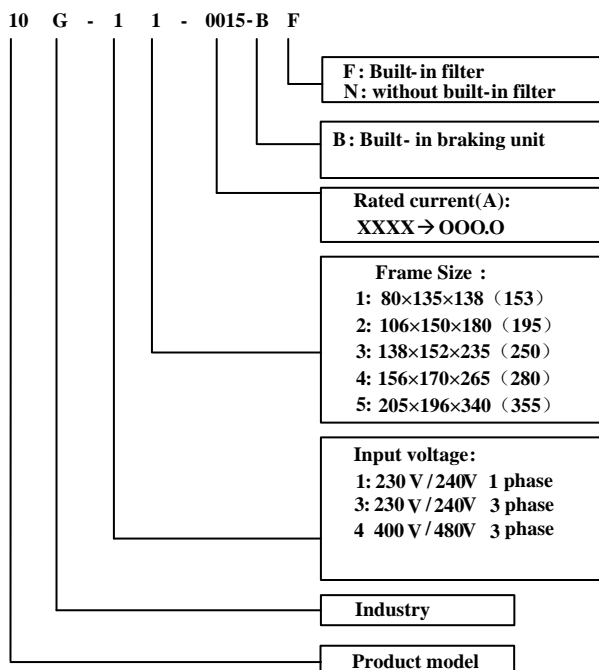 10 G - 1 1 - 0015-B F
F: Built-in filter
N: without built-in filter
B: Built- in braking unit
Rated current(A):
XXXX→OOO.O
Frame Size :
1: 80×135×138（153）
2: 106×150×180（195）
3: 138×152×235（250）
4: 156×170×265（280）
5: 205×196×340（355）
Input voltage:
1: 230 V/240V 1 phase
3: 230 V/240V 3 phase
4 400 V/480V 3 phase
Industry
Product model